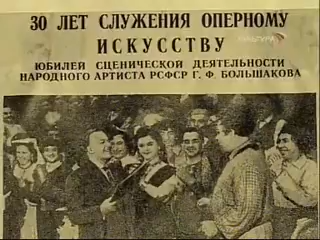 30 ЛЕТ СЛУЖЕНИЯ ОПЕРНОМУ
ИСКУССТВУ
ЮБИЛЕЙ СЦЕНИЧЕСКОЙ ДЕЯТЕЛЬНОСТИ
НАРОДНОГО АРТИСТА РСФСР Г. Ф. БОЛЬШАКОВА